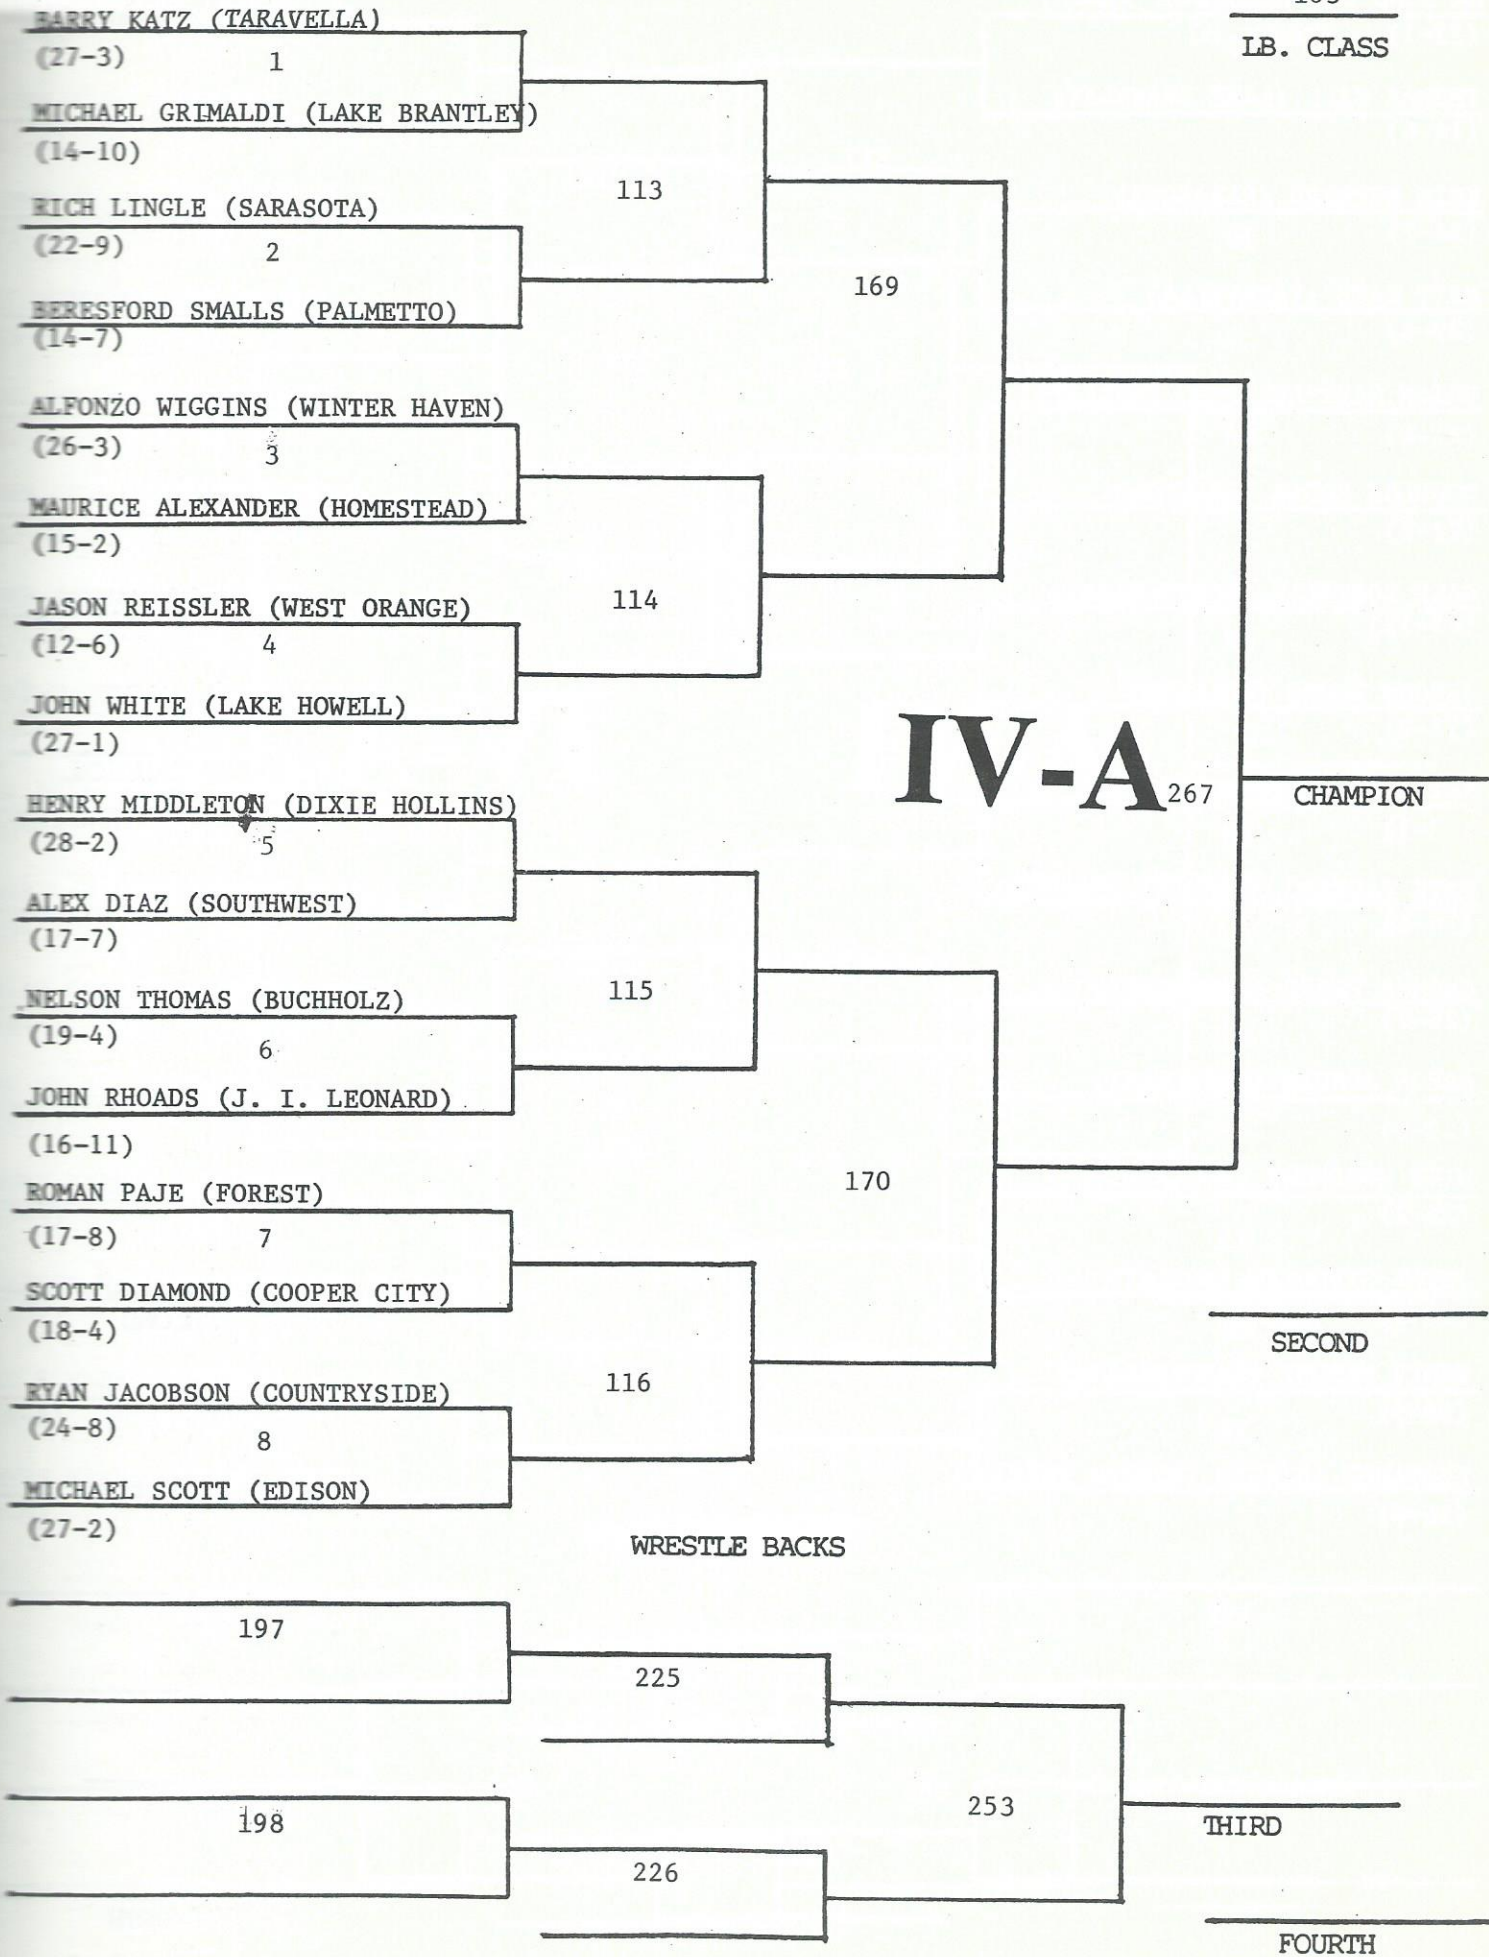 BARRY KATZ (TARAVELLA)
LB. CLASS
(27-3)
1
MICHAEL GRIMALDI (LAKE BRANTLEY)
(14-10)
113
RICH LINGLE (SARASOTA)
(22-9)
2
169
BERESFORD SMALLS (PALMETTO)
(14-7)
ALFONZO WIGGINS (WINTER HAVEN)
(26-3)
3
MAURICE ALEXANDER (HOMESTEAD)
(15-2)
114
JASON REISSLER (WEST ORANGE)
(12-6)
4
JOHN WHITE (LAKE HOWELL)
(27-1)
IV-A
267
CHAMPION
HENRY MIDDLETON (DIXIE HOLLINS)
(28-2)
5
ALEX DIAZ (SOUTHWEST)
(17-7)
115
NELSON THOMAS (BUCHHOLZ)
(19-4)
6
JOHN RHOADS (J. I. LEONARD)
(16-11)
170
ROMAN PAJE (FOREST)
(17-8)
7
SCOTT DIAMOND (COOPER CITY)
(18-4)
SECOND
116
RYAN JACOBSON (COUNTRYSIDE)
(24-8)
8
MICHAEL SCOTT (EDISON)
(27-2)
WRESTLE BACKS
197
225
253
198
THIRD
226
FOURTH